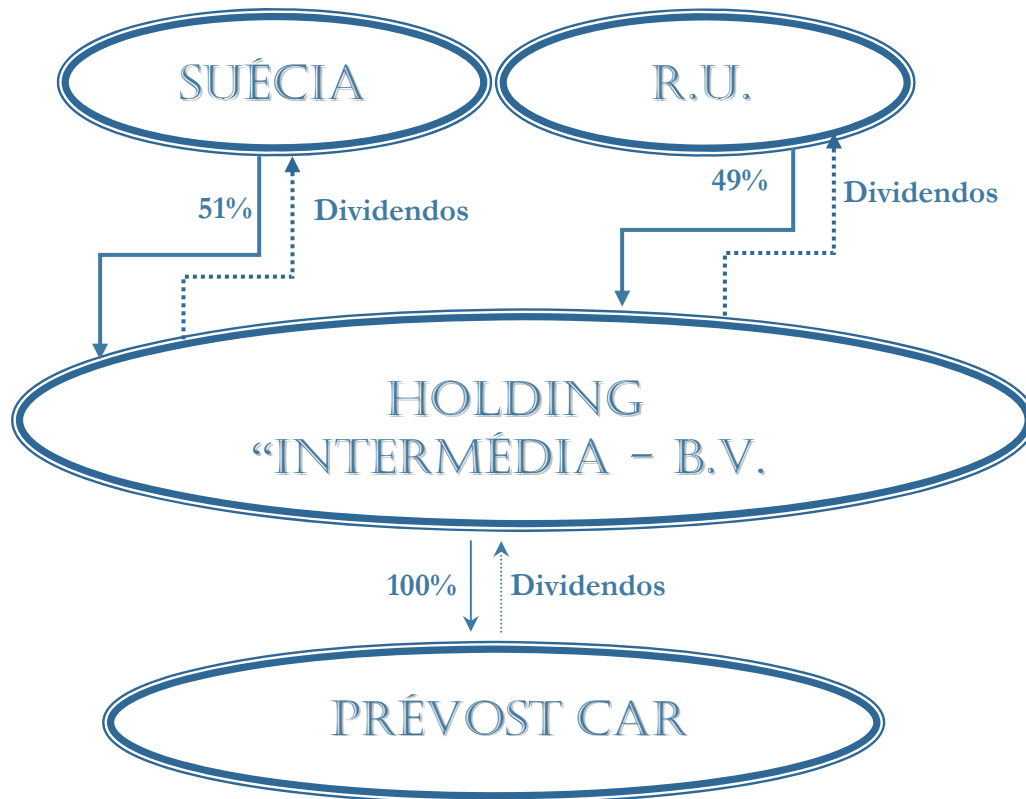 SUÉCIA
R.U.
51%
Dividendos
49%
Dividendos
HOLDING
“INTERMÉDIA – B.V.
100%
Dividendos
PRÉVOST CAR